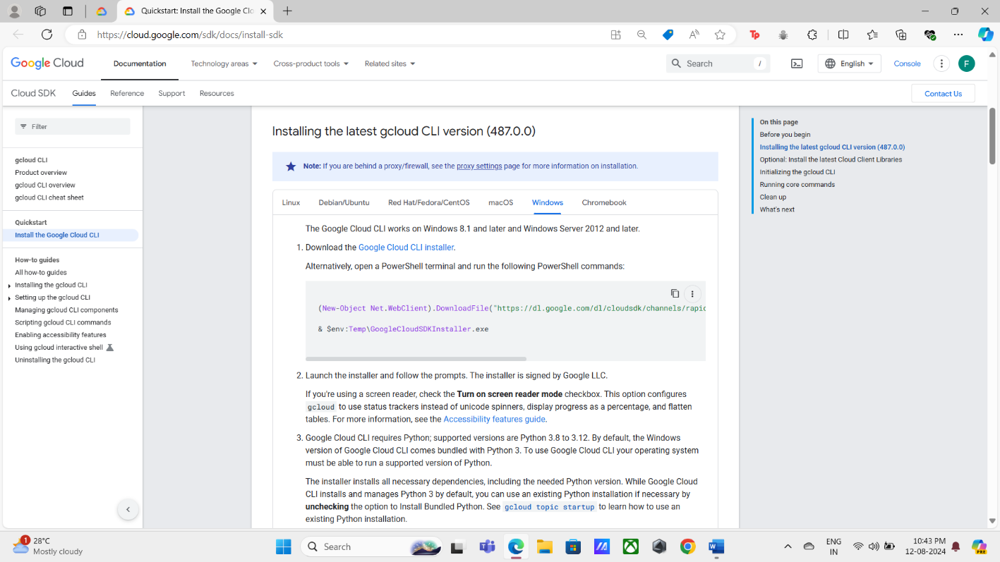 Quickstart: Install the Google Clo
https://cloud.google.com/sdk/docs/install-sdk
Google Cloud
Documentation
Technology areas
Cross-product tools
Related sites
Search
/
English
Console
F
Cloud SDK
Guides
Reference
Support
Resources
Contact Us
Filter
gcloud CLI
Product overview
gcloud CLI overview
gcloud CLI cheat sheet
Quickstart
Install the Google Cloud CLI
How-to guides
All how-to guides
Installing the gcloud CLI
Setting up the gcloud CLI
Managing gcloud CLI components
Scripting gcloud CLI commands
Enabling accessibility features
Using gcloud interactive shell
Uninstalling the gcloud CLI
Installing the latest gcloud CLI version (487.0.0)
Note: If you are behind a proxy/firewall, see the proxy settings page for more information on installation.
Linux
Debian/Ubuntu
Red Hat/Fedora/CentOS
macOS
Windows
Chromebook
The Google Cloud CLI works on Windows 8.1 and later and Windows Server 2012 and later.
1. Download the Google Cloud CLI installer.
Alternatively, open a PowerShell terminal and run the following PowerShell commands:
(New-Object Net.WebClient).DownloadFile("https://dl.google.com/dl/cloudsdk/channels/rapid
& $env:Temp\GoogleCloudSDKInstaller.exe
2. Launch the installer and follow the prompts. The installer is signed by Google LLC.
If you're using a screen reader, check the Turn on screen reader mode checkbox. This option configures
gcloud to use status trackers instead of unicode spinners, display progress as a percentage, and flatten
tables. For more information, see the Accessibility features guide.
3. Google Cloud CLI requires Python; supported versions are Python 3.8 to 3.12. By default, the Windows
version of Google Cloud CLI comes bundled with Python 3. To use Google Cloud CLI your operating system
must be able to run a supported version of Python.
The installer installs all necessary dependencies, including the needed Python version. While Google Cloud
CLI installs and manages Python 3 by default, you can use an existing Python installation if necessary by
unchecking the option to Install Bundled Python. See gcloud topic startup to learn how to use an
existing Python installation.
On this page
Before you begin
Installing the latest gcloud CLI version (487.0.0)
Optional: Install the latest Cloud Client Libraries
Initializing the gcloud CLI
Running core commands
Clean up
What's next
1
28°C
Mostly cloudy
Search
ENG
IN
10:43 PM
12-08-2024
PRE